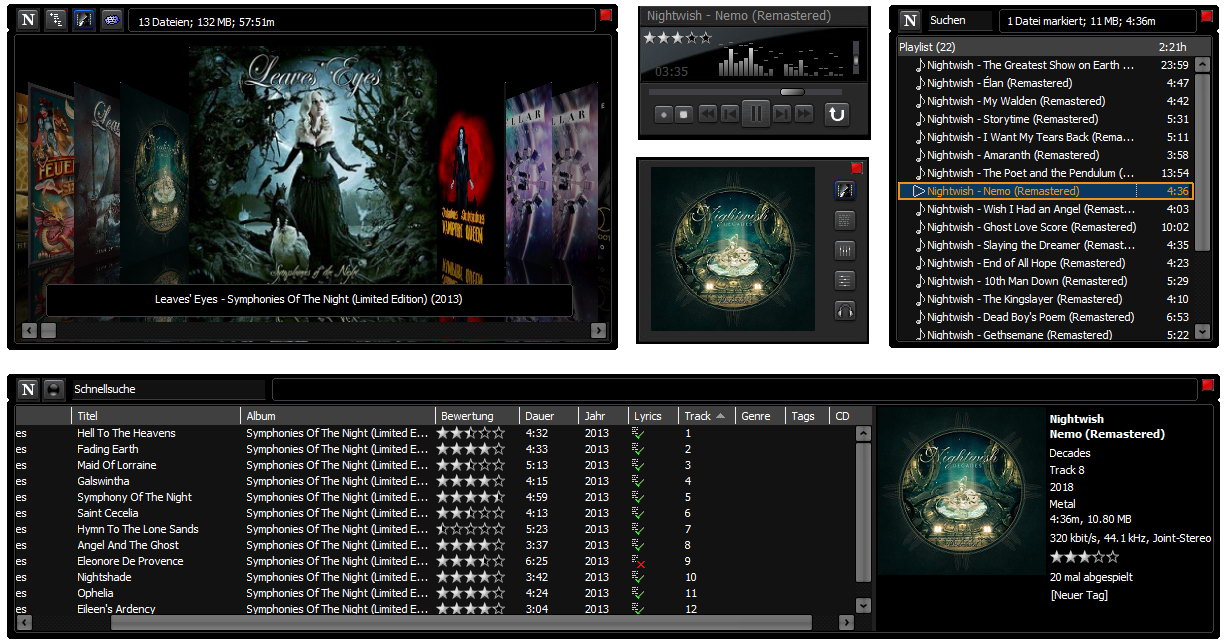 N
13 Dateien; 132 MB; 57:51m
Leaves' Eyes
Symphonies of the Night
Leaves' Eyes - Symphonies Of The Night (Limited Edition) (2013)
Nightwish - Nemo (Remastered)
03:35
Nightwish
DECADES
N
Suchen
1 Datei markiert; 11 MB; 4:36m
Playlist (22) 2:21h
Nightwish - The Greatest Show on Earth ... 23:59
Nightwish - Élan (Remastered) 4:47
Nightwish - My Walden (Remastered) 4:42
Nightwish - Storytime (Remastered) 5:31
Nightwish - I Want My Tears Back (Rema... 5:11
Nightwish - Amaranth (Remastered) 3:58
Nightwish - The Poet and the Pendulum (... 13:54
Nightwish - Nemo (Remastered) 4:36
Nightwish - Wish I Had an Angel (Remast... 4:03
Nightwish - Ghost Love Score (Remastered) 10:02
Nightwish - Slaying the Dreamer (Remast... 4:35
Nightwish - End of All Hope (Remastered) 4:23
Nightwish - 10th Man Down (Remastered) 5:29
Nightwish - The Kingslayer (Remastered) 4:10
Nightwish - Dead Boy's Poem (Remastered) 6:53
Nightwish - Gethsemane (Remastered) 5:22
N
Schnellsuche
Titel Album Bewertung Dauer Jahr Lyrics Track Genre Tags CD
es Hell To The Heavens Symphonies Of The Night (Limited E... 4:32 2013 1
es Fading Earth Symphonies Of The Night (Limited E... 4:33 2013 2
es Maid Of Lorraine Symphonies Of The Night (Limited E... 5:13 2013 3
es Galswintha Symphonies Of The Night (Limited E... 4:15 2013 4
es Symphony Of The Night Symphonies Of The Night (Limited E... 4:59 2013 5
es Saint Cecelia Symphonies Of The Night (Limited E... 4:13 2013 6
es Hymn To The Lone Sands Symphonies Of The Night (Limited E... 5:23 2013 7
es Angel And The Ghost Symphonies Of The Night (Limited E... 3:37 2013 8
es Eleonore De Provence Symphonies Of The Night (Limited E... 6:25 2013 9
es Nightshade Symphonies Of The Night (Limited E... 3:42 2013 10
es Ophelia Symphonies Of The Night (Limited E... 4:24 2013 11
es Eileen's Ardency Symphonies Of The Night (Limited E... 3:04 2013 12
Nightwish
DECADES
Nightwish
Nemo (Remastered)
Decades
Track 8
2018
Metal
4:36m, 10.80 MB
320 kbit/s, 44.1 kHz, Joint-Stereo
20 mal abgespielt
[Neuer Tag]